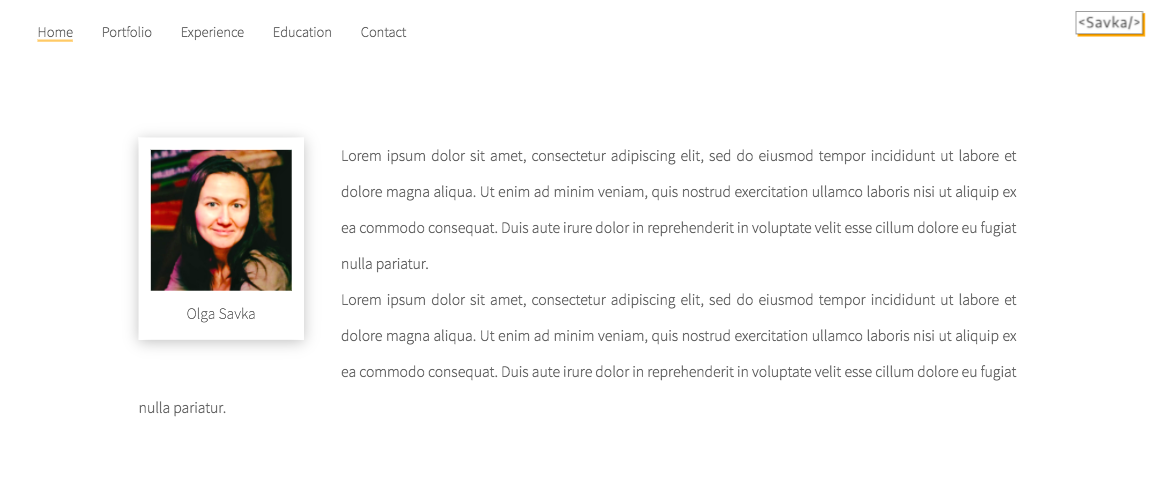 Home Portfolio Experience Education Contact
<Savka/>
Lorem ipsum dolor sit amet, consectetur adipiscing elit, sed do eiusmod tempor incididunt ut labore et
dolore magna aliqua. Ut enim ad minim veniam, quis nostrud exercitation ullamco laboris nisi ut aliquip ex
ea commodo consequat. Duis aute irure dolor in reprehenderit in voluptate velit esse cillum dolore eu fugiat
nulla pariatur.
Lorem ipsum dolor sit amet, consectetur adipiscing elit, sed do eiusmod tempor incididunt ut labore et
dolore magna aliqua. Ut enim ad minim veniam, quis nostrud exercitation ullamco laboris nisi ut aliquip ex
ea commodo consequat. Duis aute irure dolor in reprehenderit in voluptate velit esse cillum dolore eu fugiat
nulla pariatur.
Olga Savka